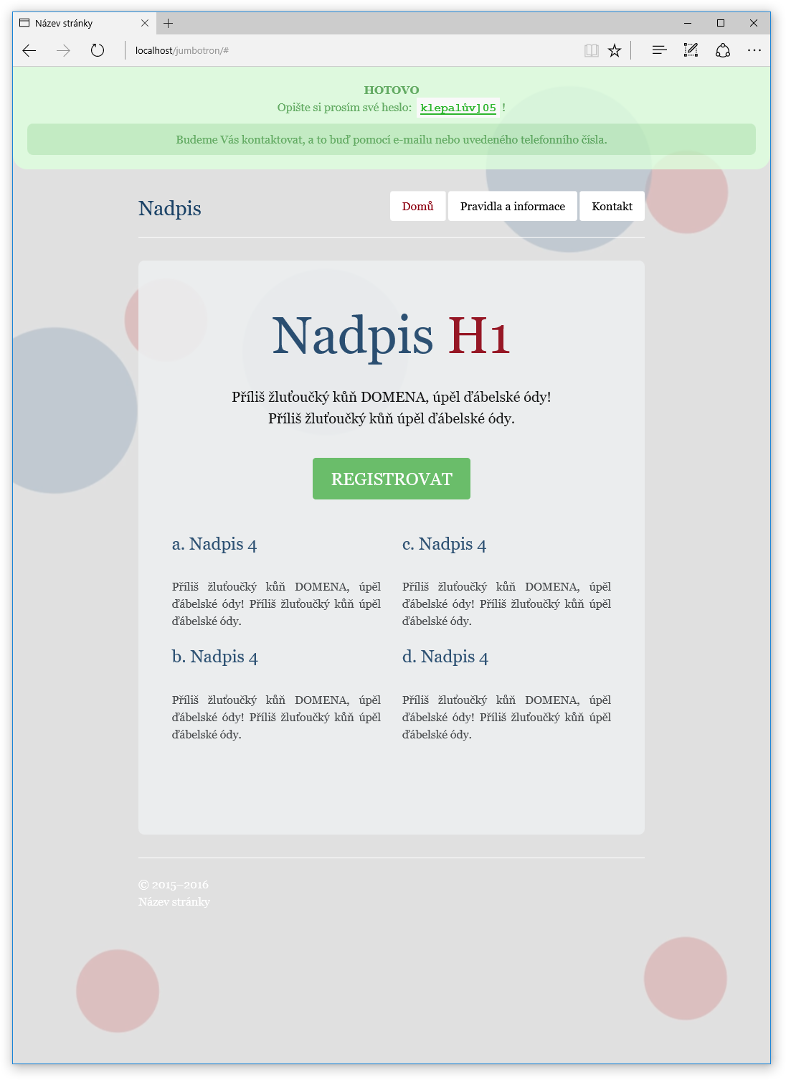 Název stránky
localhost/jumbotron/#
HOTOVO
Opište si prosím své heslo: klepalův]05 !
Budeme Vás kontaktovat, a to buď pomocí e-mailu nebo uvedeného telefonního čísla.
Nadpis
Domů
Pravidla a informace
Kontakt
Nadpis H1
Příliš žluťoučký kůň DOMENA, úpěl ďábelské ódy!
Příliš žluťoučký kůň úpěl ďábelské ódy.
REGISTROVAT
a. Nadpis 4
Příliš žluťoučký kůň DOMENA, úpěl
ďábelské ódy! Příliš žluťoučký kůň úpěl
ďábelské ódy.
b. Nadpis 4
Příliš žluťoučký kůň DOMENA, úpěl
ďábelské ódy! Příliš žluťoučký kůň úpěl
ďábelské ódy.
c. Nadpis 4
Příliš žluťoučký kůň DOMENA, úpěl
ďábelské ódy! Příliš žluťoučký kůň úpěl
ďábelské ódy.
d. Nadpis 4
Příliš žluťoučký kůň DOMENA, úpěl
ďábelské ódy! Příliš žluťoučký kůň úpěl
ďábelské ódy.
© 2015–2016
Název stránky